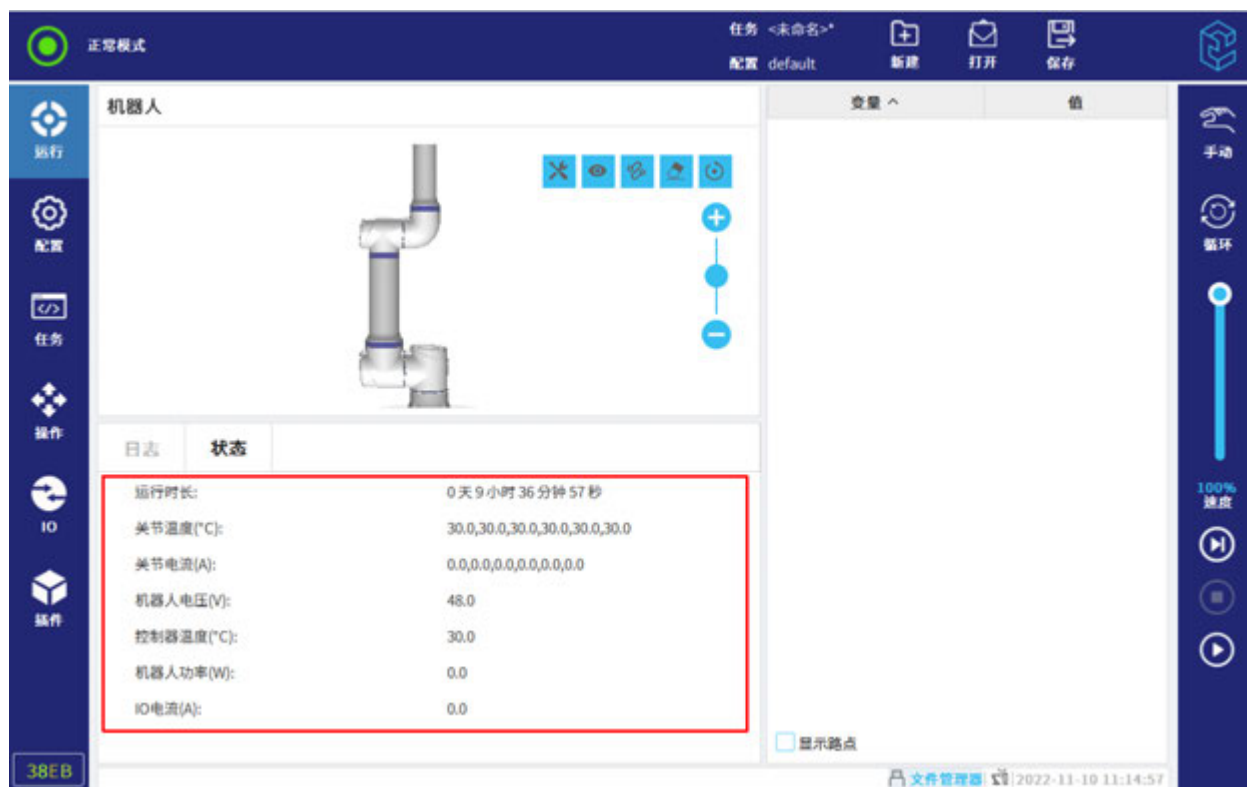 正常模式
任务 <未命名>*
配置 default
新建
打开
保存
运行
配置
任务
操作
IO
插件
38EB
机器人
日志
状态
运行时长: 0天9小时36分钟57秒
关节温度(°C): 30.0,30.0,30.0,30.0,30.0,30.0
关节电流(A): 0.0,0.0,0.0,0.0,0.0,0.0
机器人电压(V): 48.0
控制器温度(°C): 30.0
机器人功率(W): 0.0
IO电流(A): 0.0
变量 值
显示路点
文件管理器 2022-11-10 11:14:57
手动
循环
100%
速度